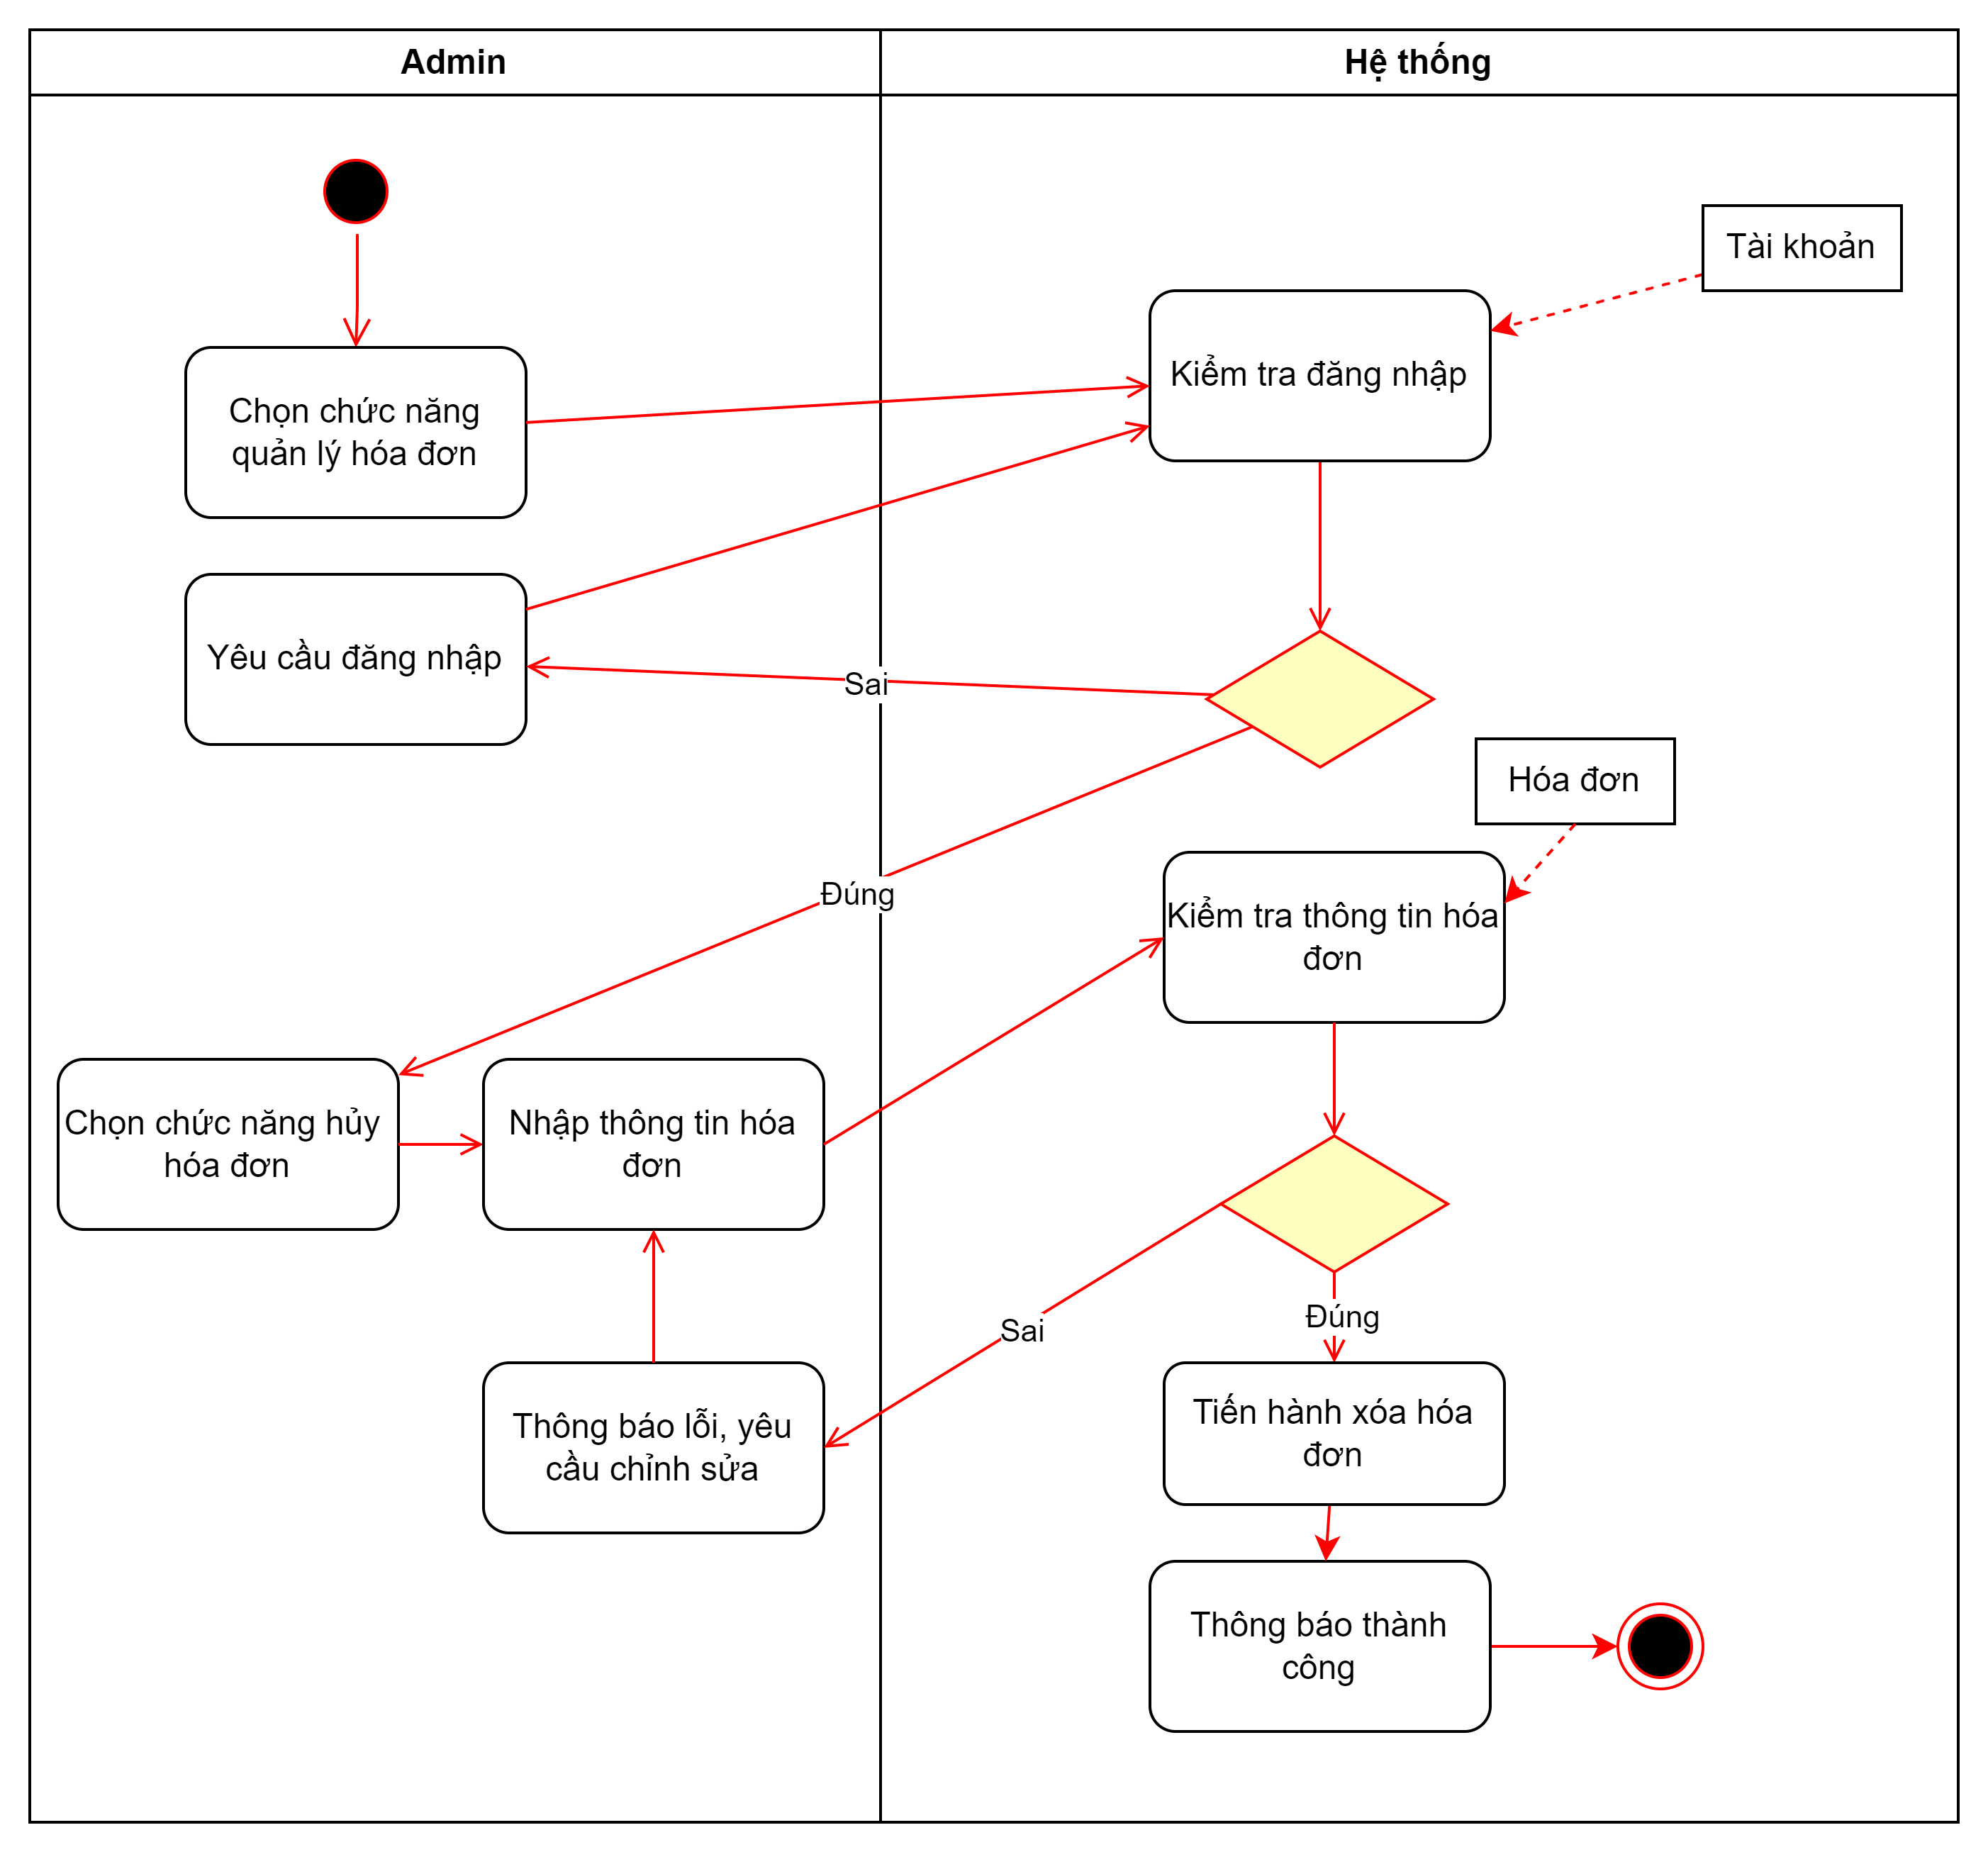 Admin
Hệ thống
Tài khoản
Kiểm tra đăng nhập
Chọn chức năng
quản lý hóa đơn
Yêu cầu đăng nhập
Sai
Hóa đơn
Đúng
Kiểm tra thông tin hóa
đơn
Chọn chức năng hủy
hóa đơn
Nhập thông tin hóa
đơn
Sai
Đúng
Thông báo lỗi, yêu
cầu chỉnh sửa
Tiến hành xóa hóa
đơn
Thông báo thành
công